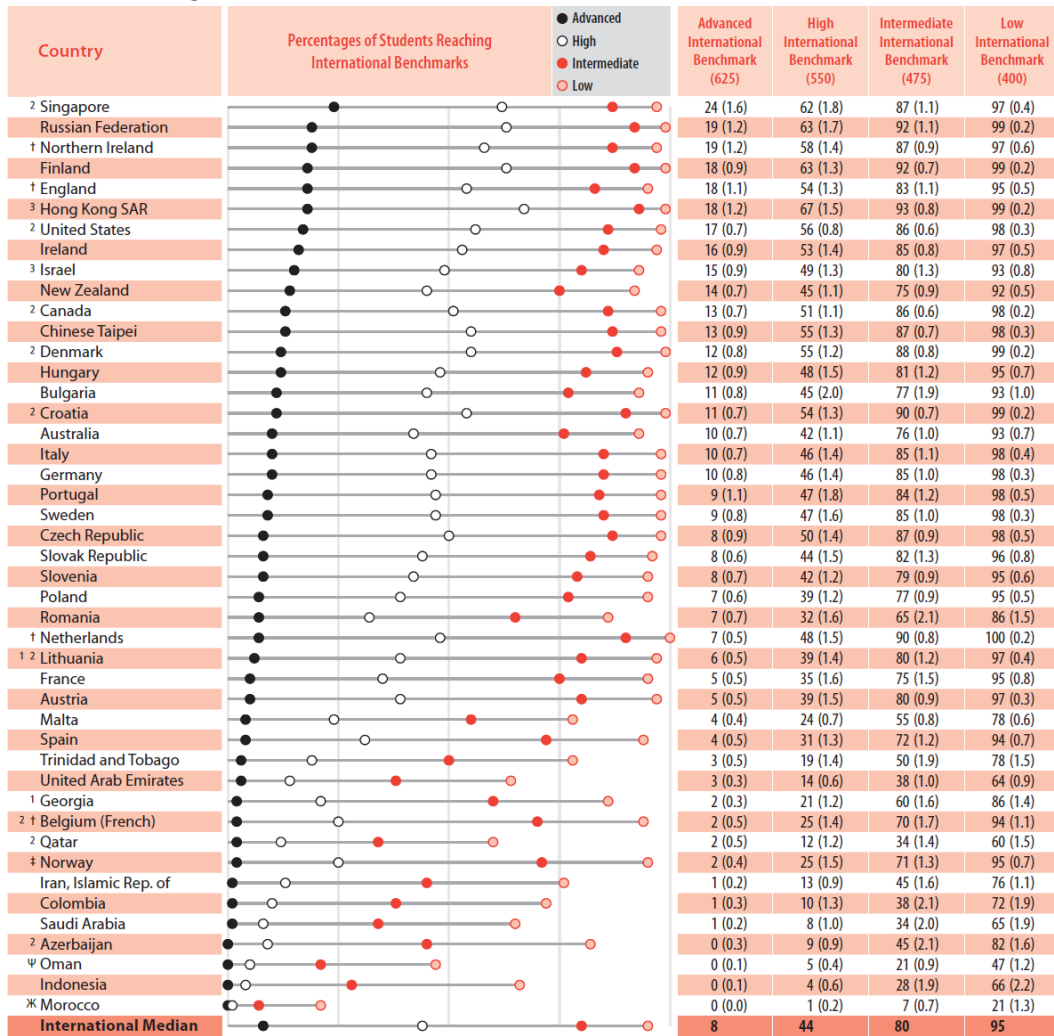 Country Percentages of Students Reaching International Benchmarks
Advanced
High
Intermediate
Low
Advanced International Benchmark (625)
High International Benchmark (550)
Intermediate International Benchmark (475)
Low International Benchmark (400)
2 Singapore 24 (1.6) 62 (1.8) 87 (1.1) 97 (0.4)
Russian Federation 19 (1.2) 63 (1.7) 92 (1.1) 99 (0.2)
† Northern Ireland 19 (1.2) 58 (1.4) 87 (0.9) 97 (0.6)
Finland 18 (0.9) 63 (1.3) 92 (0.7) 99 (0.2)
† England 18 (1.1) 54 (1.3) 83 (1.1) 95 (0.5)
3 Hong Kong SAR 18 (1.2) 67 (1.5) 93 (0.8) 99 (0.2)
2 United States 17 (0.7) 56 (0.8) 86 (0.6) 98 (0.3)
Ireland 16 (0.9) 53 (1.4) 85 (0.8) 97 (0.5)
3 Israel 15 (0.9) 49 (1.3) 80 (1.3) 93 (0.8)
New Zealand 14 (0.7) 45 (1.1) 75 (0.9) 92 (0.5)
2 Canada 13 (0.7) 51 (1.1) 86 (0.6) 98 (0.2)
Chinese Taipei 13 (0.9) 55 (1.3) 87 (0.7) 98 (0.3)
2 Denmark 12 (0.8) 55 (1.2) 88 (0.8) 99 (0.2)
Hungary 12 (0.9) 48 (1.5) 81 (1.2) 95 (0.7)
Bulgaria 11 (0.8) 45 (2.0) 77 (1.9) 93 (1.0)
2 Croatia 11 (0.7) 54 (1.3) 90 (0.7) 99 (0.2)
Australia 10 (0.7) 42 (1.1) 76 (1.0) 93 (0.7)
Italy 10 (0.7) 46 (1.4) 85 (1.1) 98 (0.4)
Germany 10 (0.8) 46 (1.4) 85 (1.0) 98 (0.3)
Portugal 9 (1.1) 47 (1.8) 84 (1.2) 98 (0.5)
Sweden 9 (0.8) 47 (1.6) 85 (1.0) 98 (0.3)
Czech Republic 8 (0.9) 50 (1.4) 87 (0.9) 98 (0.5)
Slovak Republic 8 (0.6) 44 (1.5) 82 (1.3) 96 (0.8)
Slovenia 8 (0.7) 42 (1.2) 79 (0.9) 95 (0.6)
Poland 7 (0.6) 39 (1.2) 77 (0.9) 95 (0.5)
Romania 7 (0.7) 32 (1.6) 65 (2.1) 86 (1.5)
† Netherlands 7 (0.5) 48 (1.5) 90 (0.8) 100 (0.2)
1 2 Lithuania 6 (0.5) 39 (1.4) 80 (1.2) 97 (0.4)
France 5 (0.5) 35 (1.6) 75 (1.5) 95 (0.8)
Austria 5 (0.5) 39 (1.5) 80 (0.9) 97 (0.3)
Malta 4 (0.4) 24 (0.7) 55 (0.8) 78 (0.6)
Spain 4 (0.5) 31 (1.3) 72 (1.2) 94 (0.7)
Trinidad and Tobago 3 (0.5) 19 (1.4) 50 (1.9) 78 (1.5)
United Arab Emirates 3 (0.3) 14 (0.6) 38 (1.0) 64 (0.9)
1 Georgia 2 (0.3) 21 (1.2) 60 (1.6) 86 (1.4)
2 † Belgium (French) 2 (0.5) 25 (1.4) 70 (1.7) 94 (1.1)
2 Qatar 2 (0.5) 12 (1.2) 34 (1.4) 60 (1.5)
‡ Norway 2 (0.4) 25 (1.5) 71 (1.3) 95 (0.7)
Iran, Islamic Rep. of 1 (0.2) 13 (0.9) 45 (1.6) 76 (1.1)
Colombia 1 (0.3) 10 (1.3) 38 (2.1) 72 (1.9)
Saudi Arabia 1 (0.2) 8 (1.0) 34 (2.0) 65 (1.9)
2 Azerbaijan 0 (0.3) 9 (0.9) 45 (2.1) 82 (1.6)
Ψ Oman 0 (0.1) 5 (0.4) 21 (0.9) 47 (1.2)
Indonesia 0 (0.1) 4 (0.6) 28 (1.9) 66 (2.2)
Ж Morocco 0 (0.0) 1 (0.2) 7 (0.7) 21 (1.3)
International Median 8 44 80 95